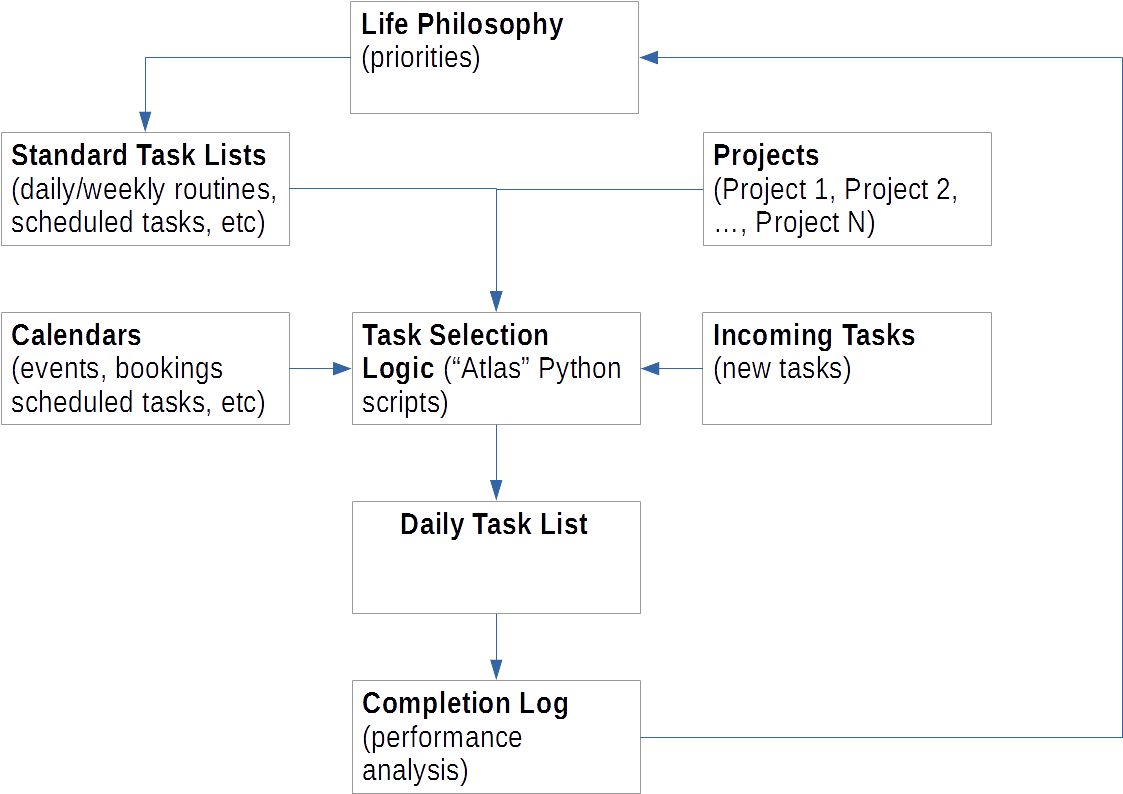 Life Philosophy
(priorities)
Standard Task Lists
(daily/weekly routines,
scheduled tasks, etc)
Projects
(Project 1, Project 2,
…, Project N)
Calendars
(events, bookings
scheduled tasks, etc)
Task Selection
Logic (“Atlas” Python
scripts)
Incoming Tasks
(new tasks)
Daily Task List
Completion Log
(performance
analysis)